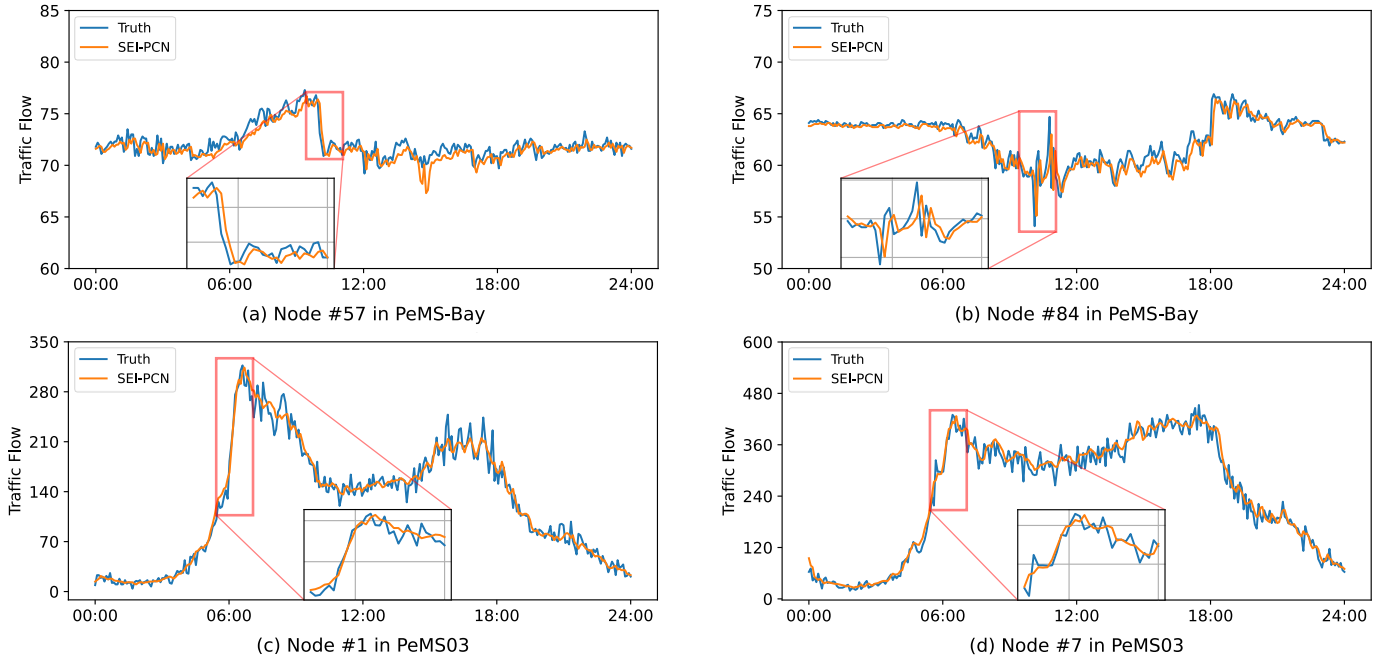 85
80
75
70
65
60
Traffic Flow
Truth
SEI-PCN
00:00 06:00 12:00 18:00 24:00
(a) Node #57 in PeMS-Bay
75
70
65
60
55
50
Traffic Flow
Truth
SEI-PCN
00:00 06:00 12:00 18:00 24:00
(b) Node #84 in PeMS-Bay
350
280
210
140
70
0
Traffic Flow
Truth
SEI-PCN
00:00 06:00 12:00 18:00 24:00
(c) Node #1 in PeMS03
600
480
360
240
120
0
Traffic Flow
Truth
SEI-PCN
00:00 06:00 12:00 18:00 24:00
(d) Node #7 in PeMS03